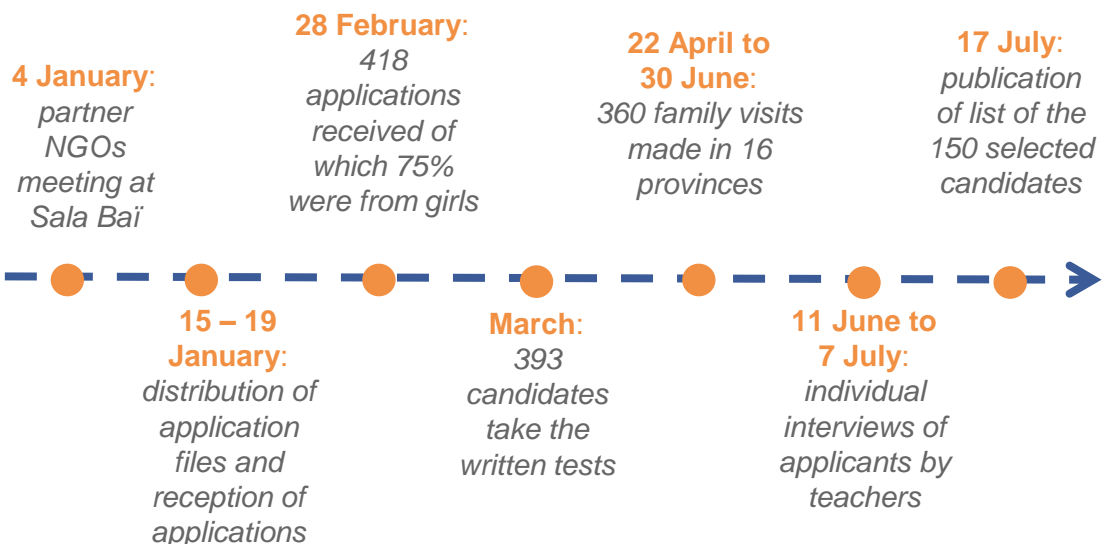 4 January:
partner
NGOs
meeting at
Sala Baï
15 – 19
January:
distribution of
application
files and
reception of
applications
28 February:
418
applications
received of
which 75%
were from girls
March:
393
candidates
take the
written tests
22 April to
30 June:
360 family visits
made in 16
provinces
11 June to
7 July:
individual
interviews of
applicants by
teachers
17 July:
publication
of list of the
150 selected
candidates